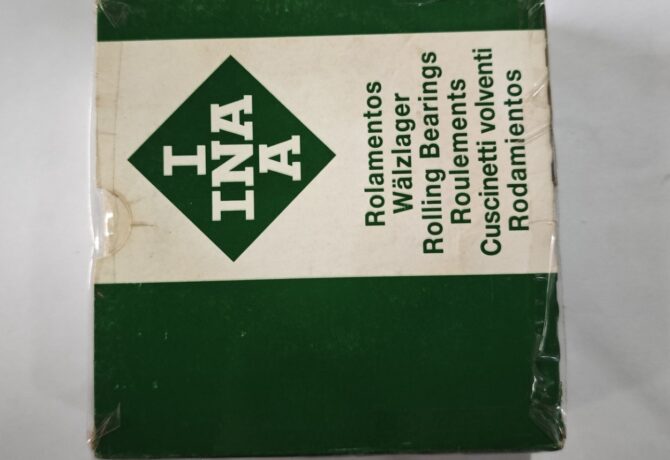 I
INA
A
Rolamentos
Wälzlager
Rolling Bearings
Roulements
Cuscinetti volventi
Rodamientos